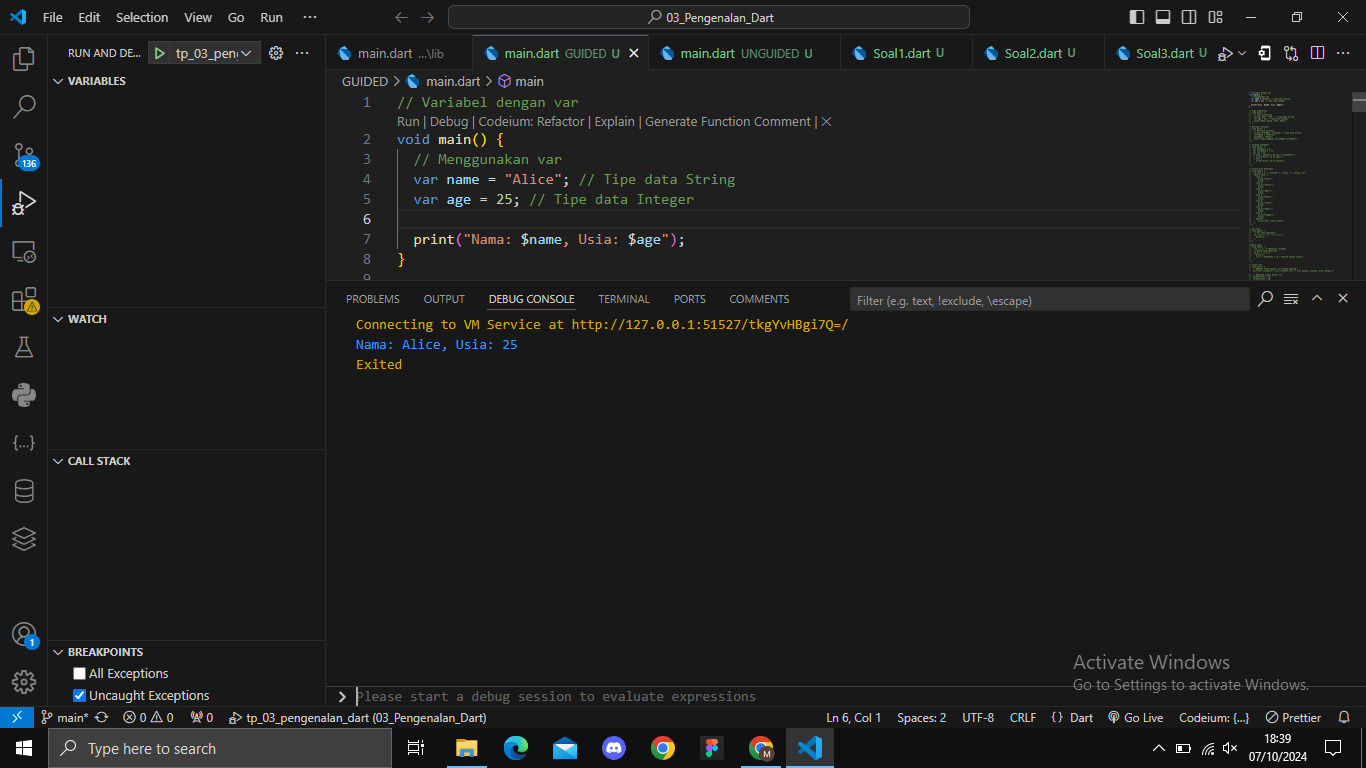 File Edit Selection View Go Run ··· 03_Pengenalan_Dart
RUN AND DE... tp_03_peng ···
main.dart ...\lib
main.dart GUIDED U
main.dart UNGUIDED U
Soal1.dart U
Soal2.dart U
Soal3.dart U
VARIABLES
GUIDED > main.dart > main
1 // Variabel dengan var
Run | Debug | Codeium: Refactor | Explain | Generate Function Comment | ✕
2 void main() {
3 // Menggunakan var
4 var name = "Alice"; // Tipe data String
5 var age = 25; // Tipe data Integer
6
7 print("Nama: $name, Usia: $age");
8 }
9
136
PROBLEMS OUTPUT DEBUG CONSOLE TERMINAL PORTS COMMENTS Filter (e.g. text, !exclude, \escape)
Connecting to VM Service at http://127.0.0.1:51527/tkgYvHBgi7Q=/
Nama: Alice, Usia: 25
Exited
WATCH
{...}
CALL STACK
1
BREAKPOINTS
All Exceptions
Uncaught Exceptions
Activate Windows
Go to Settings to activate Windows.
Please start a debug session to evaluate expressions
main* 0 0 0 tp_03_pengenalan_dart (03_Pengenalan_Dart) Ln 6, Col 1 Spaces: 2 UTF-8 CRLF { } Dart Go Live Codeium: {...} Prettier
Type here to search
M
18:39
07/10/2024